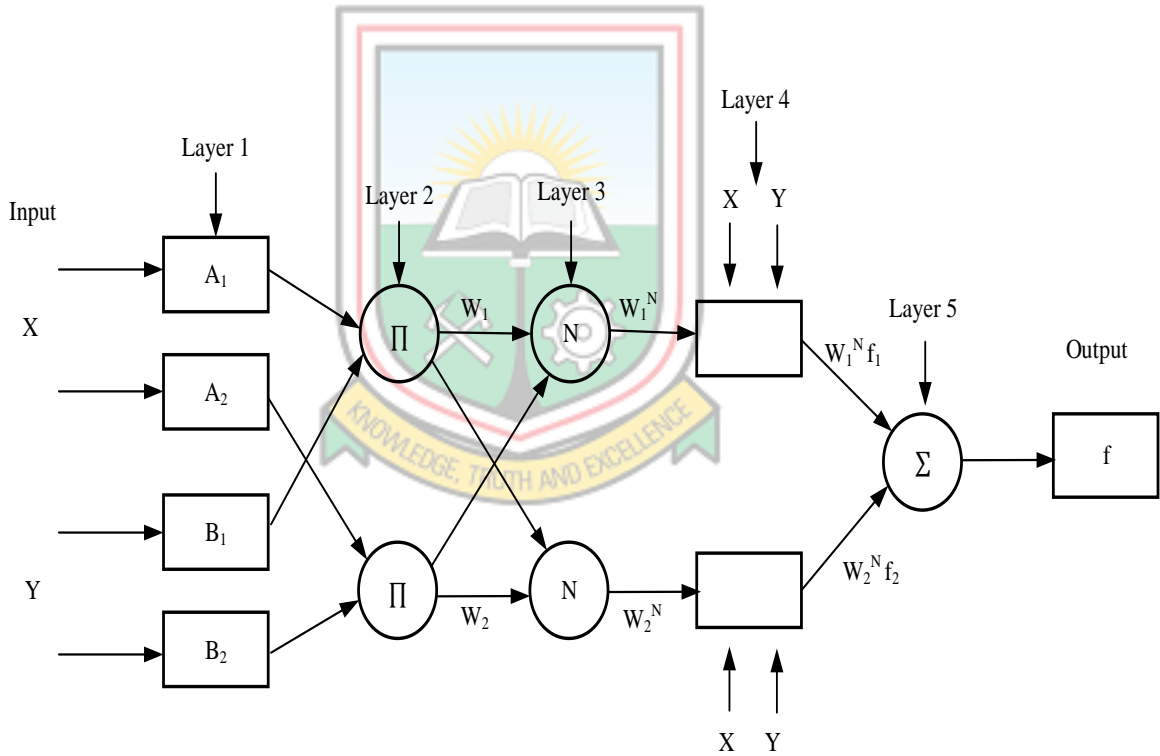 Layer 4
Layer 1
Layer 2
Layer 3
X Y
Input
A₁
W₁
W₁ᴺ
Layer 5
X
∏
N
W₁ᴺf₁
Output
A₂
KNOWLEDGE, TRUTH AND EXCELLENCE
Σ
f
B₁
W₂ᴺf₂
Y
∏
N
W₂
W₂ᴺ
B₂
X Y